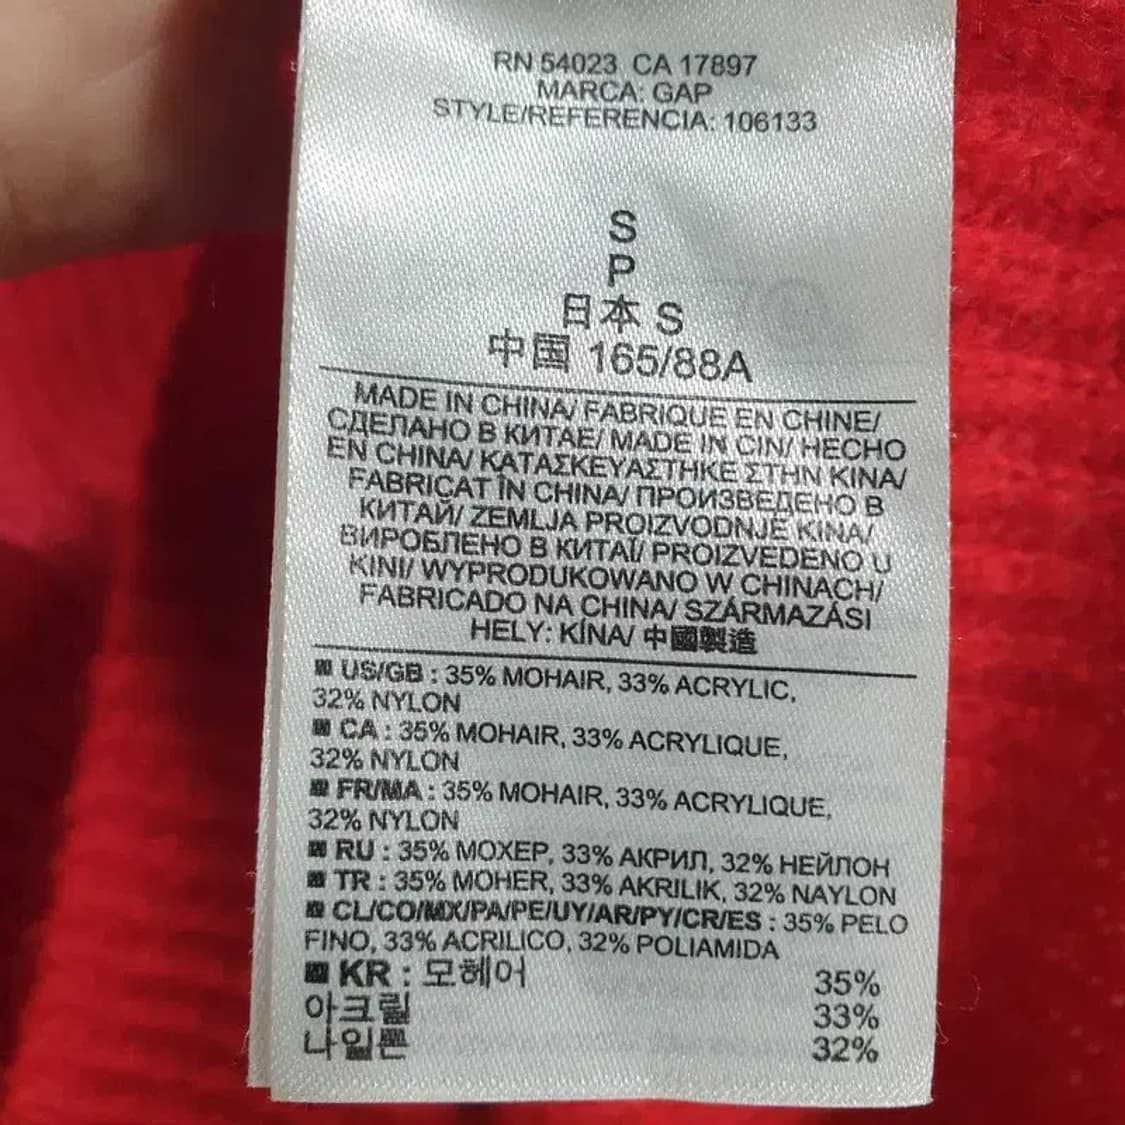 RN 54023 CA 17897
MARCA: GAP
STYLE/REFERENCIA: 106133
S
P
日本 S
中国 165/88A
MADE IN CHINA/ FABRIQUE EN CHINE/
СДЕЛАНО В КИТАЕ/ MADE IN CIN/ HECHO
EN CHINA/ ΚΑΤΑΣΚΕΥΑΣΤΗΚΕ ΣΤΗΝ ΚΙΝΑ/
FABRICAT ÎN CHINA/ ПРОИЗВЕДЕНО В
КИТАЙ/ ZEMLJA PROIZVODNJE KINA/
ВИРОБЛЕНО В КИТАЇ/ PROIZVEDENO U
KINI/ WYPRODUKOWANO W CHINACH/
FABRICADO NA CHINA/ SZÁRMAZÁSI
HELY: KÍNA/ 中國製造
US/GB : 35% MOHAIR, 33% ACRYLIC,
32% NYLON
CA : 35% MOHAIR, 33% ACRYLIQUE,
32% NYLON
FR/MA : 35% MOHAIR, 33% ACRYLIQUE,
32% NYLON
RU : 35% МОХЕР, 33% АКРИЛ, 32% НЕЙЛОН
TR : 35% MOHER, 33% AKRILIK, 32% NAYLON
CL/CO/MX/PA/PE/UY/AR/PY/CR/ES : 35% PELO
FINO, 33% ACRILICO, 32% POLIAMIDA
KR : 모헤어 35%
아크릴 33%
나일론 32%